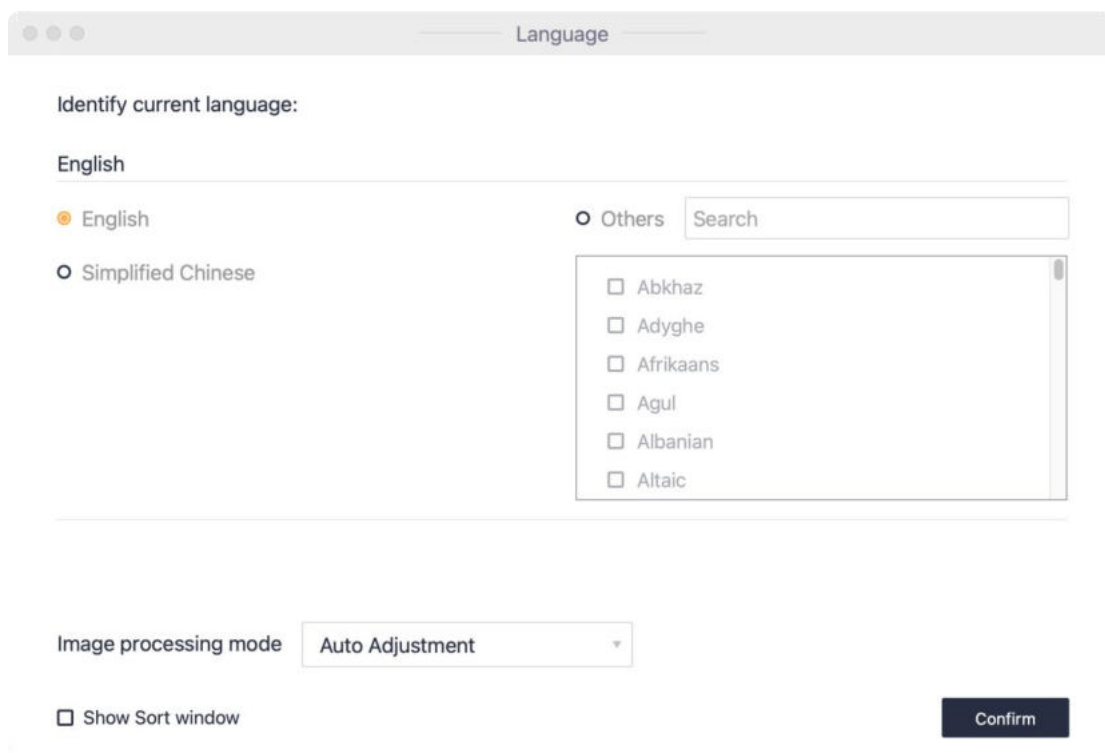 Language
Identify current language:
English
English
Others
Search
Simplified Chinese
Abkhaz
Adyghe
Afrikaans
Agul
Albanian
Altaic
Image processing mode
Auto Adjustment
Show Sort window
Confirm